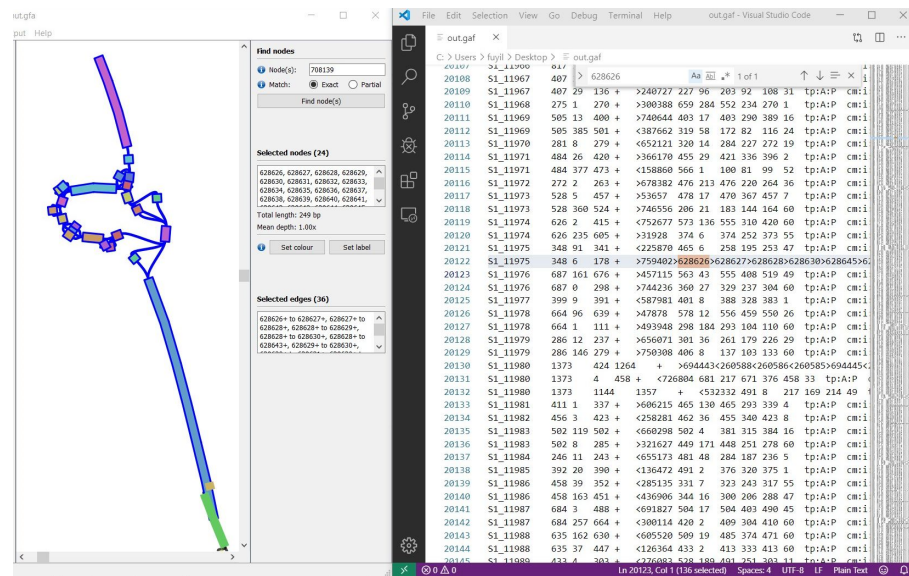 out.gfa
put Help
Find nodes
Node(s): 708139
Match: Exact Partial
Find node(s)
Selected nodes (24)
628626, 628627, 628628, 628629,
628630, 628631, 628632, 628633,
628634, 628635, 628636, 628637,
628638, 628639, 628640, 628641,
Total length: 249 bp
Mean depth: 1.00x
Set colour Set label
Selected edges (36)
628626+ to 628627+, 628627+ to
628628+, 628628+ to 628629+,
628628+ to 628630+, 628628+ to
628643+, 628629+ to 628630+,
File Edit Selection View Go Debug Terminal Help out.gaf - Visual Studio Code
out.gaf
C: > Users > fuyil > Desktop > out.gaf
628626 Aa Abl .* 1 of 1
20107 S1_11966 817
20108 S1_11967 407
20109 S1_11967 407 29 136 + >240727 227 96 203 92 108 31 tp:A:P cm:i
20110 S1_11968 275 1 270 + >300388 659 284 552 234 270 1 tp:A:P cm:i
20111 S1_11969 505 13 400 + >740644 403 17 403 290 389 16 tp:A:P cm:i
20112 S1_11969 505 385 501 + <387662 319 58 172 82 116 24 tp:A:P cm:i
20113 S1_11970 281 8 279 + <652121 320 14 284 227 272 19 tp:A:P cm:i
20114 S1_11971 484 26 420 + >366170 455 29 421 336 396 2 tp:A:P cm:i
20115 S1_11971 484 377 473 + <158860 566 1 100 81 99 52 tp:A:P cm:i
20116 S1_11972 272 2 263 + >678382 476 213 476 220 264 36 tp:A:P cm:i
20117 S1_11973 528 5 457 + >53657 478 17 470 367 457 7 tp:A:P cm:i
20118 S1_11973 528 360 524 + >746556 206 21 183 144 164 60 tp:A:P cm:i
20119 S1_11974 626 2 415 + >752677 573 136 555 310 420 60 tp:A:P cm:i
20120 S1_11974 626 235 605 + >31928 374 6 374 252 373 55 tp:A:P cm:i
20121 S1_11975 348 91 341 + <225870 465 6 258 195 253 47 tp:A:P cm:i
20122 S1_11975 348 6 178 + >759402>628626>628627>628628>628630>628645>62
20123 S1_11976 687 161 676 + >457115 563 43 555 408 519 49 tp:A:P cm:i
20124 S1_11976 687 0 298 + >744236 360 27 329 237 304 60 tp:A:P cm:i
20125 S1_11977 399 9 391 + >587981 401 8 388 328 383 1 tp:A:P cm:i
20126 S1_11978 664 96 639 + >47878 578 12 556 459 550 26 tp:A:P cm:i
20127 S1_11978 664 1 111 + >493948 298 184 293 104 110 60 tp:A:P cm:i
20128 S1_11979 286 12 237 + >656071 301 36 261 179 226 29 tp:A:P cm:i
20129 S1_11979 286 146 279 + >750308 406 8 137 103 133 60 tp:A:P cm:i
20130 S1_11980 1373 424 1264 + >694443<260588<260586<260585>694445<2
20131 S1_11980 1373 4 458 + <726804 681 217 671 376 458 33 tp:A:P
20132 S1_11980 1373 1144 1357 + <532332 491 8 217 169 214 49
20133 S1_11981 411 1 337 + >606215 465 130 465 293 339 4 tp:A:P cm:i
20134 S1_11982 456 3 423 + <258281 462 36 455 340 423 8 tp:A:P cm:i
20135 S1_11983 502 119 502 + <660298 502 4 381 315 384 16 tp:A:P cm:i
20136 S1_11983 502 8 285 + >321627 449 171 448 251 278 60 tp:A:P cm:i
20137 S1_11984 246 11 243 + <655173 481 48 284 187 236 5 tp:A:P cm:i
20138 S1_11985 392 20 390 + <136472 491 2 376 320 375 1 tp:A:P cm:i
20139 S1_11986 458 39 352 + <285135 331 7 323 243 317 55 tp:A:P cm:i
20140 S1_11986 458 163 451 + <436906 344 16 300 206 288 47 tp:A:P cm:i
20141 S1_11987 684 3 488 + <691827 504 17 504 403 490 45 tp:A:P cm:i
20142 S1_11987 684 257 664 + <300114 420 2 409 304 410 60 tp:A:P cm:i
20143 S1_11988 635 162 630 + <605520 509 19 485 374 471 60 tp:A:P cm:i
20144 S1_11988 635 37 447 + <126364 433 2 413 333 413 60 tp:A:P cm:i
20145 S1_11989 433 4 303 + <276083 528 189 491 251 303 11 tp:A:P cm:i
0 0 Ln 20123, Col 1 (136 selected) Spaces: 4 UTF-8 LF Plain Text